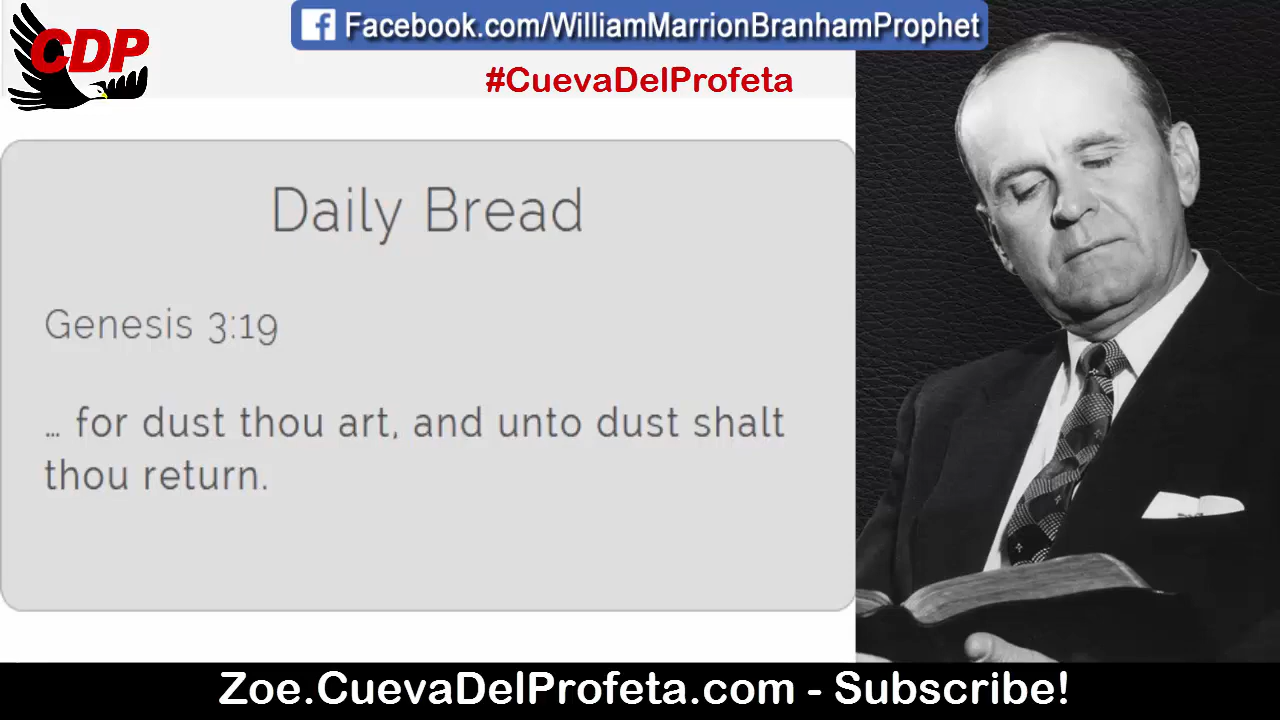 CDP
Facebook.com/WilliamMarrionBranhamProphet
#CuevaDelProfeta
Daily Bread
Genesis 3:19
... for dust thou art, and unto dust shalt
thou return.
Zoe.CuevaDelProfeta.com - Subscribe!